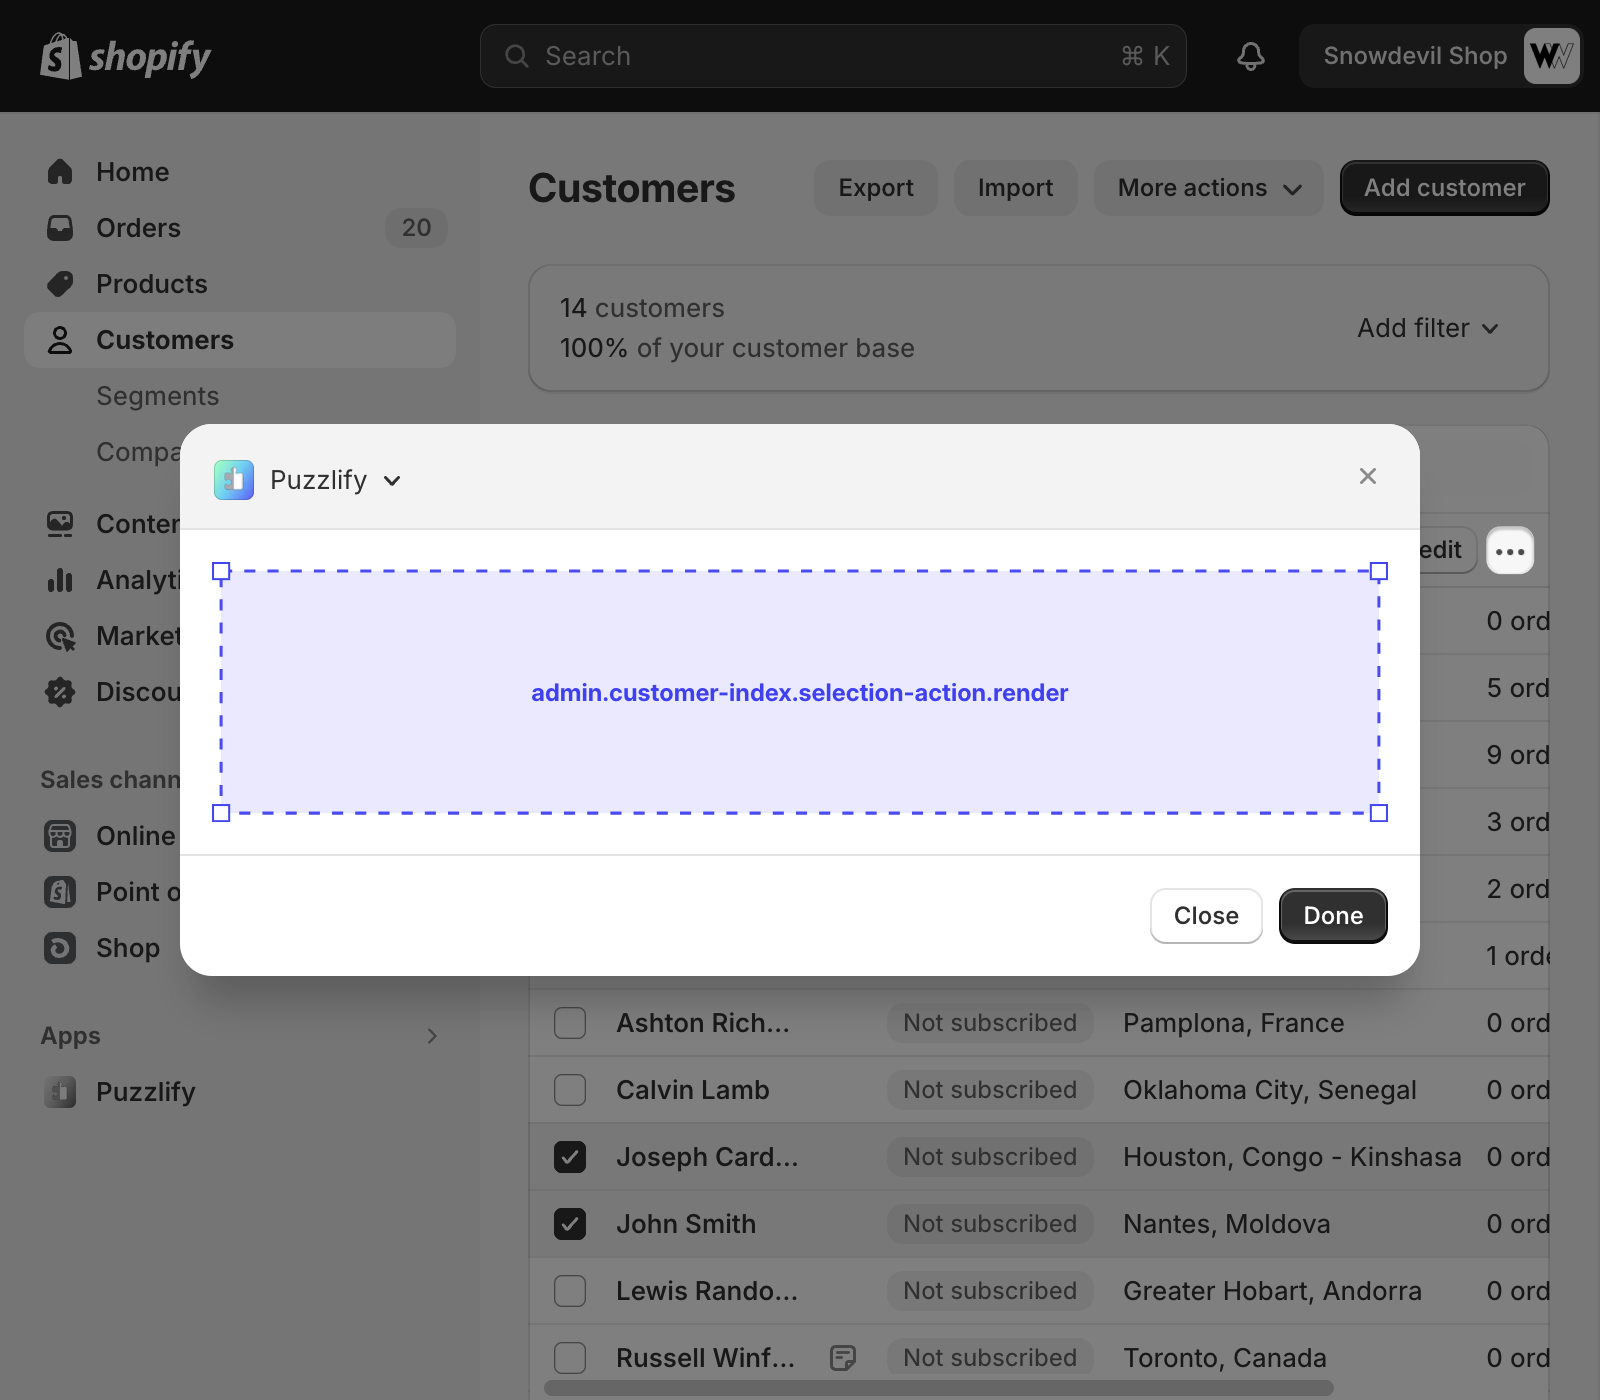 shopify
Search
⌘ K
Snowdevil Shop
Home
Orders
20
Products
Customers
Segments
Compa
Conten
Analyti
Market
Discou
Sales chann
Online
Point o
Shop
Apps
Puzzlify
Customers
Export
Import
More actions
Add customer
14 customers
100% of your customer base
Add filter
edit
Puzzlify
admin.customer-index.selection-action.render
Close
Done
0 ord
5 ord
9 ord
3 ord
2 ord
1 orde
Ashton Rich... Not subscribed Pamplona, France 0 ord
Calvin Lamb Not subscribed Oklahoma City, Senegal 0 ord
Joseph Card... Not subscribed Houston, Congo - Kinshasa 0 ord
John Smith Not subscribed Nantes, Moldova 0 ord
Lewis Rando... Not subscribed Greater Hobart, Andorra 0 ord
Russell Winf... Not subscribed Toronto, Canada 0 ord